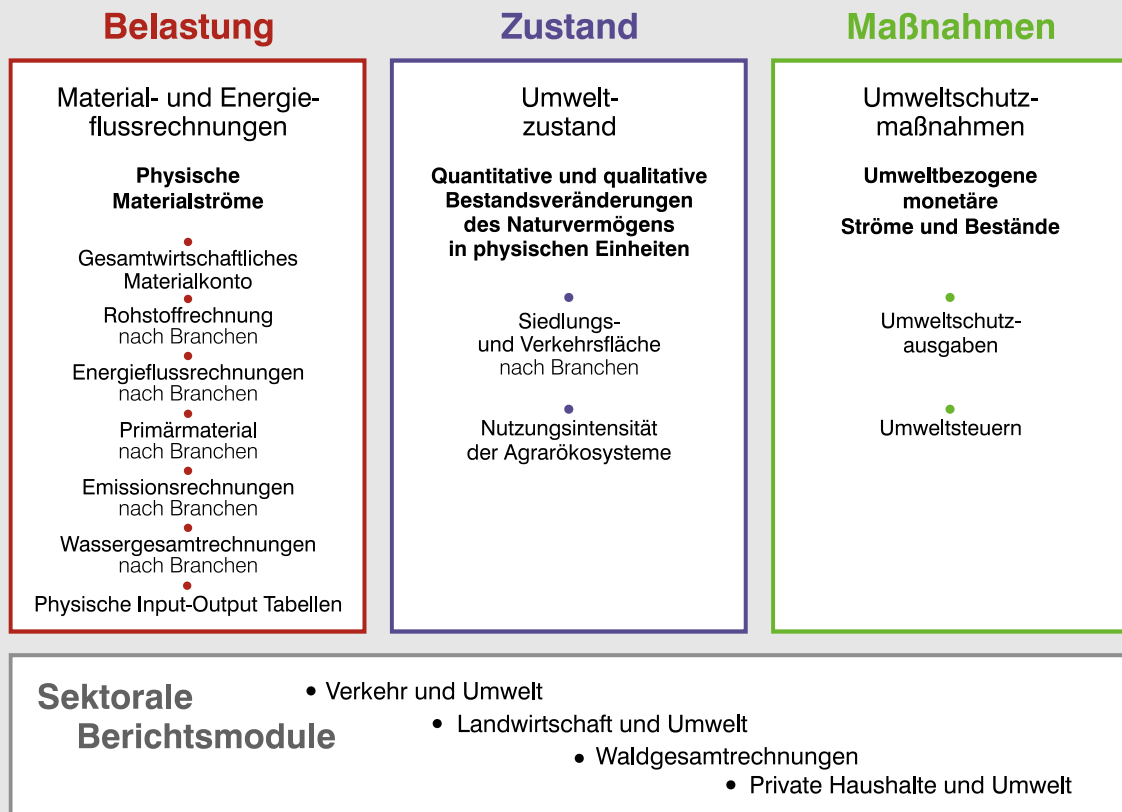 Belastung
Material- und Energie-
flussrechnungen
Physische
Materialströme
Gesamtwirtschaftliches
Materialkonto
Rohstoffrechnung
nach Branchen
Energieflussrechnungen
nach Branchen
Primärmaterial
nach Branchen
Emissionsrechnungen
nach Branchen
Wassergesamtrechnungen
nach Branchen
Physische Input-Output Tabellen
Zustand
Umwelt-
zustand
Quantitative und qualitative
Bestandsveränderungen
des Naturvermögens
in physischen Einheiten
Siedlungs-
und Verkehrsfläche
nach Branchen
Nutzungsintensität
der Agrarökosysteme
Maßnahmen
Umweltschutz-
maßnahmen
Umweltbezogene
monetäre
Ströme und Bestände
Umweltschutz-
ausgaben
Umweltsteuern
Sektorale
Berichtsmodule
• Verkehr und Umwelt
• Landwirtschaft und Umwelt
• Waldgesamtrechnungen
• Private Haushalte und Umwelt